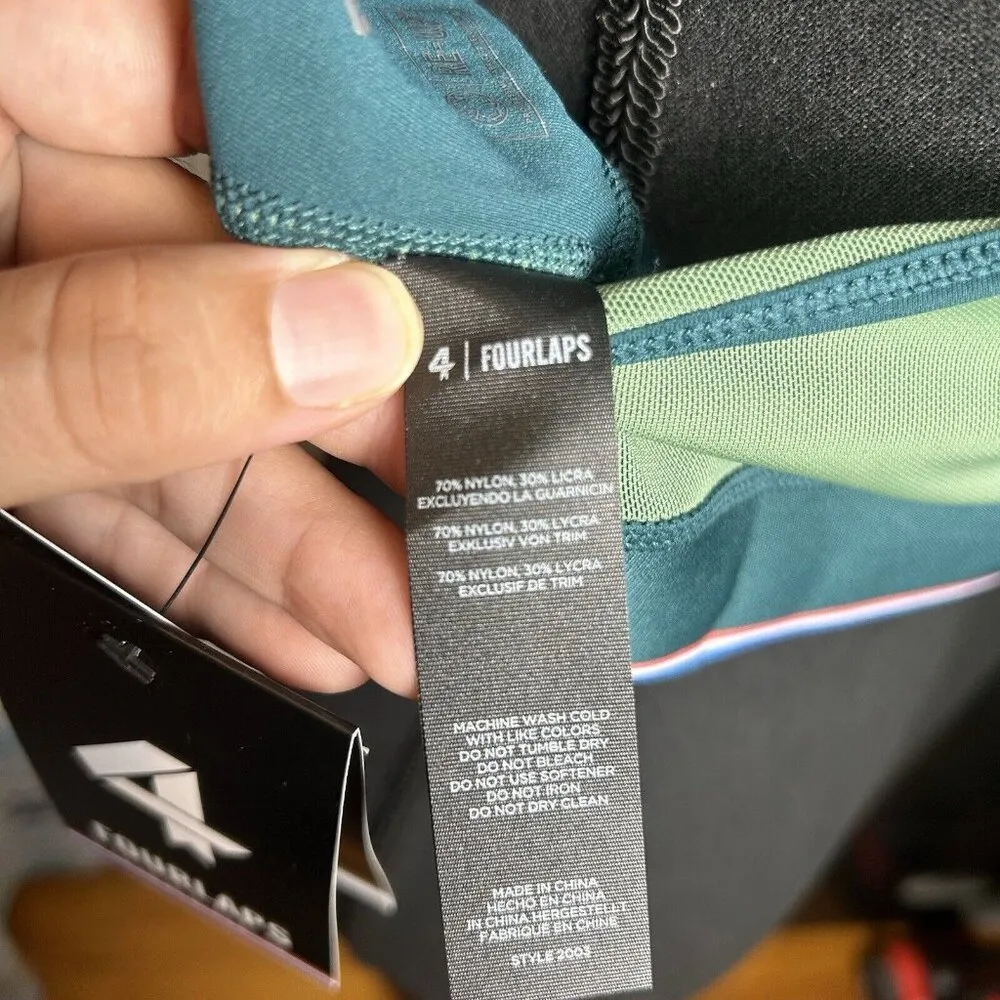 4 | FOURLAPS
70% NYLON, 30% LICRA
EXCLUYENDO LA GUARNICIN
70% NYLON, 30% LYCRA
EXKLUSIV VON TRIM
70% NYLON, 30% LYCRA
EXCLUSIF DE TRIM
MACHINE WASH COLD
WITH LIKE COLORS
DO NOT TUMBLE DRY
DO NOT BLEACH
DO NOT USE SOFTENER
DO NOT IRON
DO NOT DRY CLEAN
MADE IN CHINA
HECHO EN CHINA
IN CHINA HERGESTELLT
FABRIQUE EN CHINE
STYLE 2003
FOURLAPS